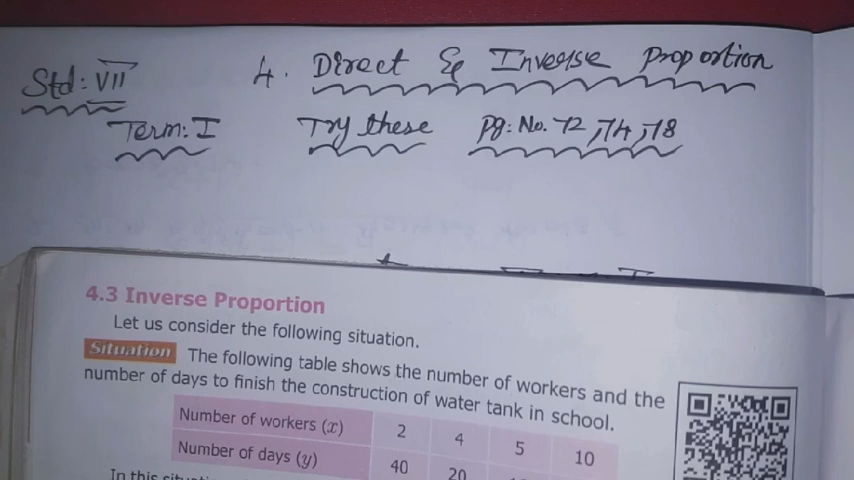 Std: VII 4. Direct & Inverse Proportion
Term: I Try these Pg: No. 72, 74, 78
4.3 Inverse Proportion
Let us consider the following situation.
Situation The following table shows the number of workers and the
number of days to finish the construction of water tank in school.
Number of workers (x) 2 4 5 10
Number of days (y) 40 20
In this